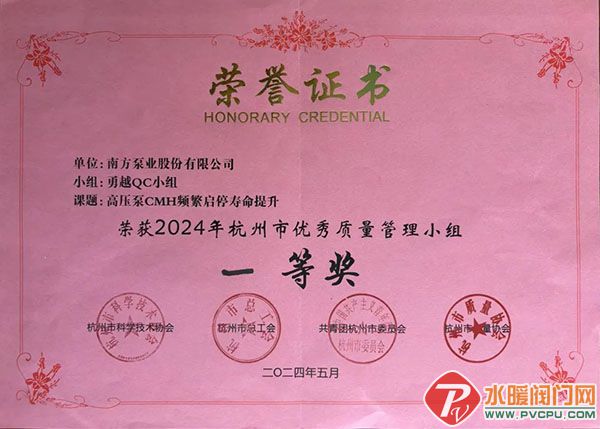 荣誉证书
HONORARY CREDENTIAL
单位：南方泵业股份有限公司
小组：勇越QC小组
课题：高压泵CMH频繁启停寿命提升
荣获2024年杭州市优秀质量管理小组
一等奖
杭州市科学技术协会 杭州市总工会 共青团杭州市委员会 杭州市质量协会
二〇二四年五月
水暖阀门网
WWW.PVCPU.COM